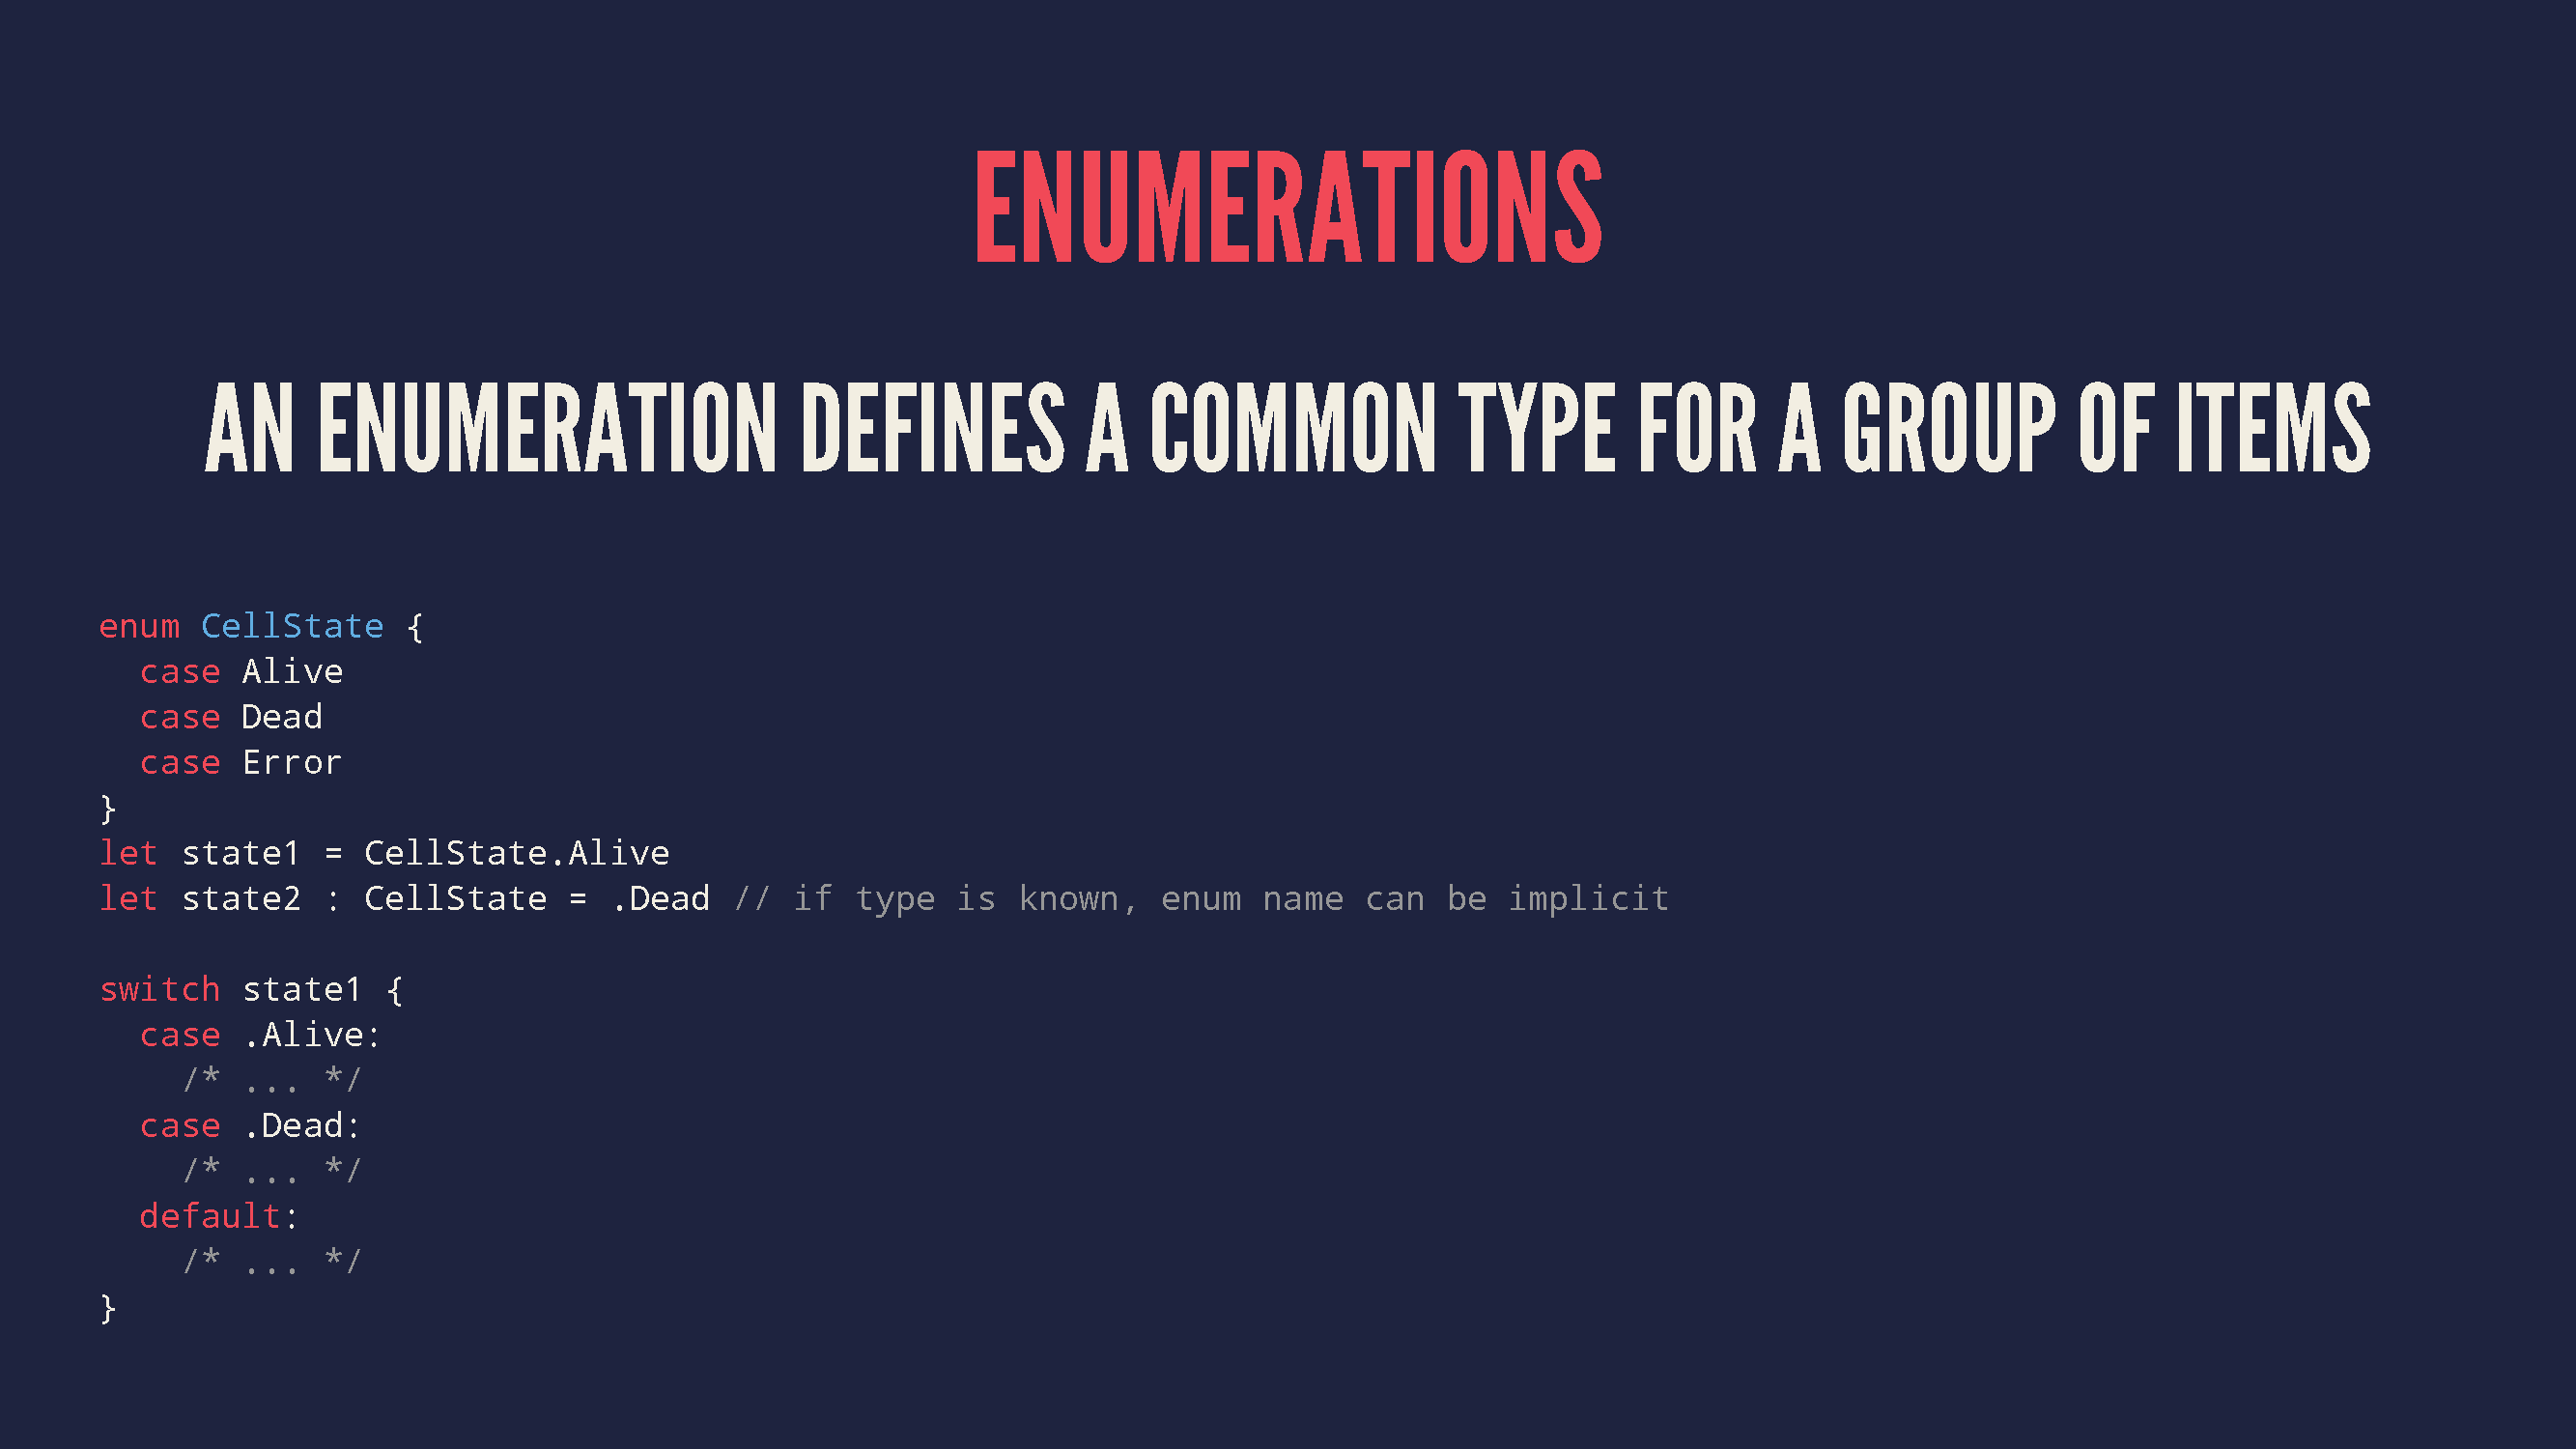 ENUMERATIONS
AN ENUMERATION DEFINES A COMMON TYPE FOR A GROUP OF ITEMS
enum CellState {
  case Alive
  case Dead
  case Error
}
let state1 = CellState.Alive
let state2 : CellState = .Dead // if type is known, enum name can be implicit
switch state1 {
  case .Alive:
    /* ... */
  case .Dead:
    /* ... */
  default:
    /* ... */
}